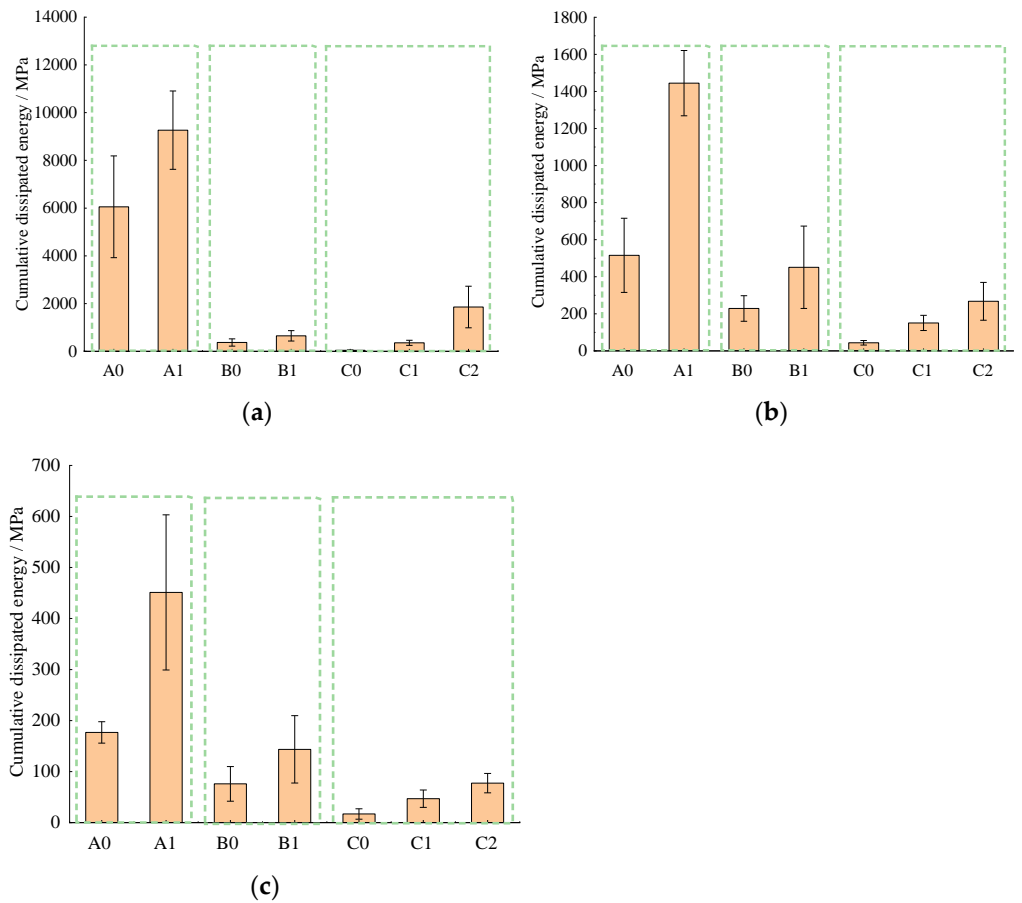 Cumulative dissipated energy / MPa
14000
12000
10000
8000
6000
4000
2000
0
A0 A1 B0 B1 C0 C1 C2
(a)
Cumulative dissipated energy / MPa
1800
1600
1400
1200
1000
800
600
400
200
0
A0 A1 B0 B1 C0 C1 C2
(b)
Cumulative dissipated energy / MPa
700
600
500
400
300
200
100
0
A0 A1 B0 B1 C0 C1 C2
(c)